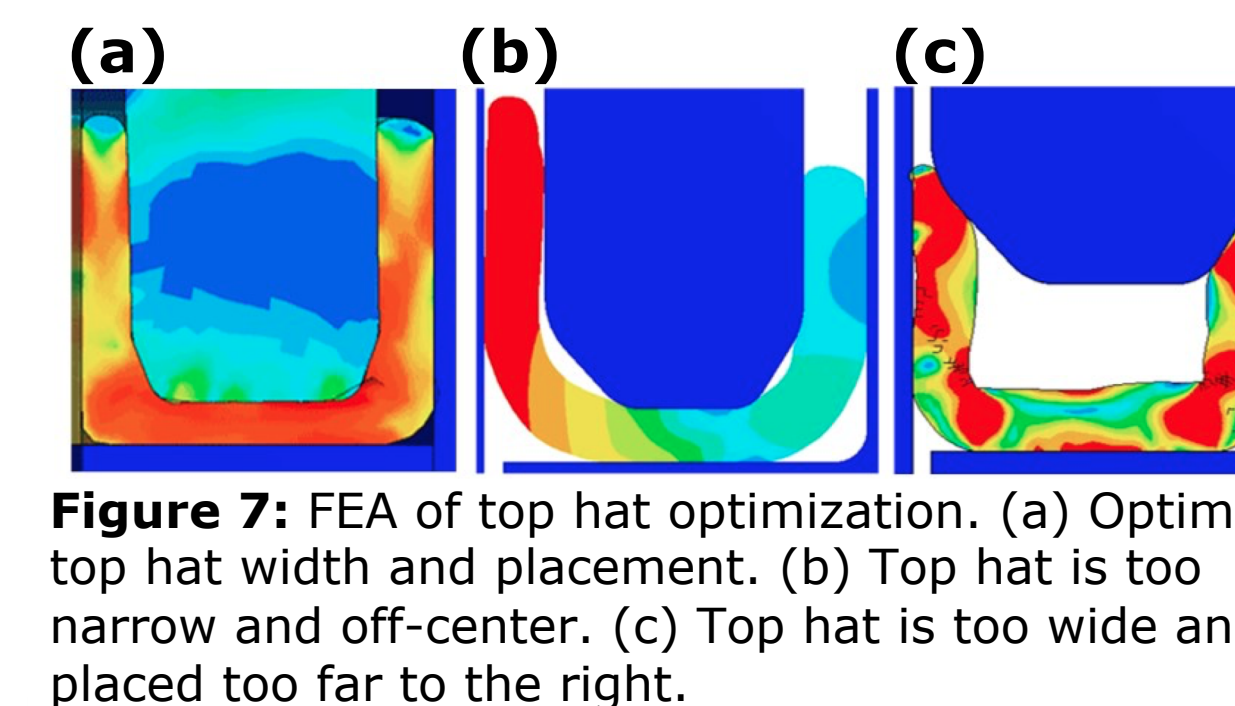 (a) (b) (c)
Figure 7: FEA of top hat optimization. (a) Optim
top hat width and placement. (b) Top hat is too
narrow and off-center. (c) Top hat is too wide an
placed too far to the right.